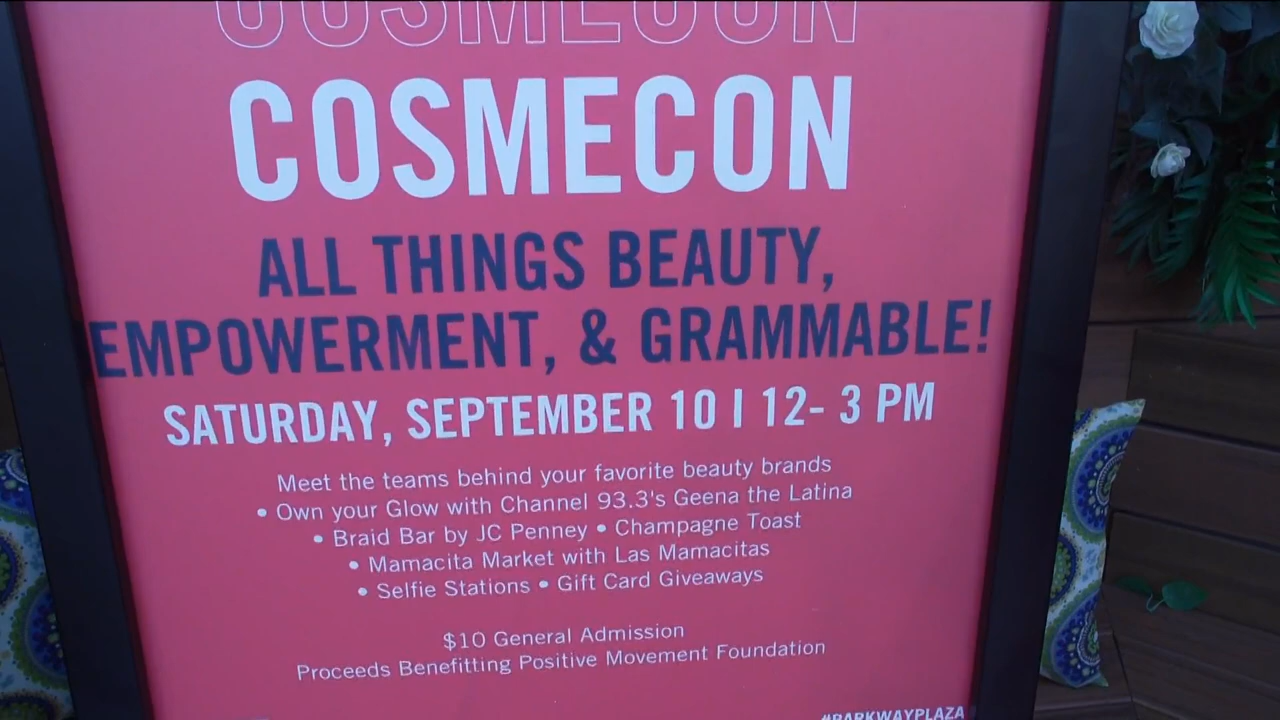 COSMECON
COSMECON
ALL THINGS BEAUTY,
EMPOWERMENT, & GRAMMABLE!
SATURDAY, SEPTEMBER 10 | 12- 3 PM
Meet the teams behind your favorite beauty brands
• Own your Glow with Channel 93.3's Geena the Latina
• Braid Bar by JC Penney • Champagne Toast
• Mamacita Market with Las Mamacitas
• Selfie Stations • Gift Card Giveaways
$10 General Admission
Proceeds Benefitting Positive Movement Foundation
#PARKWAYPLAZA